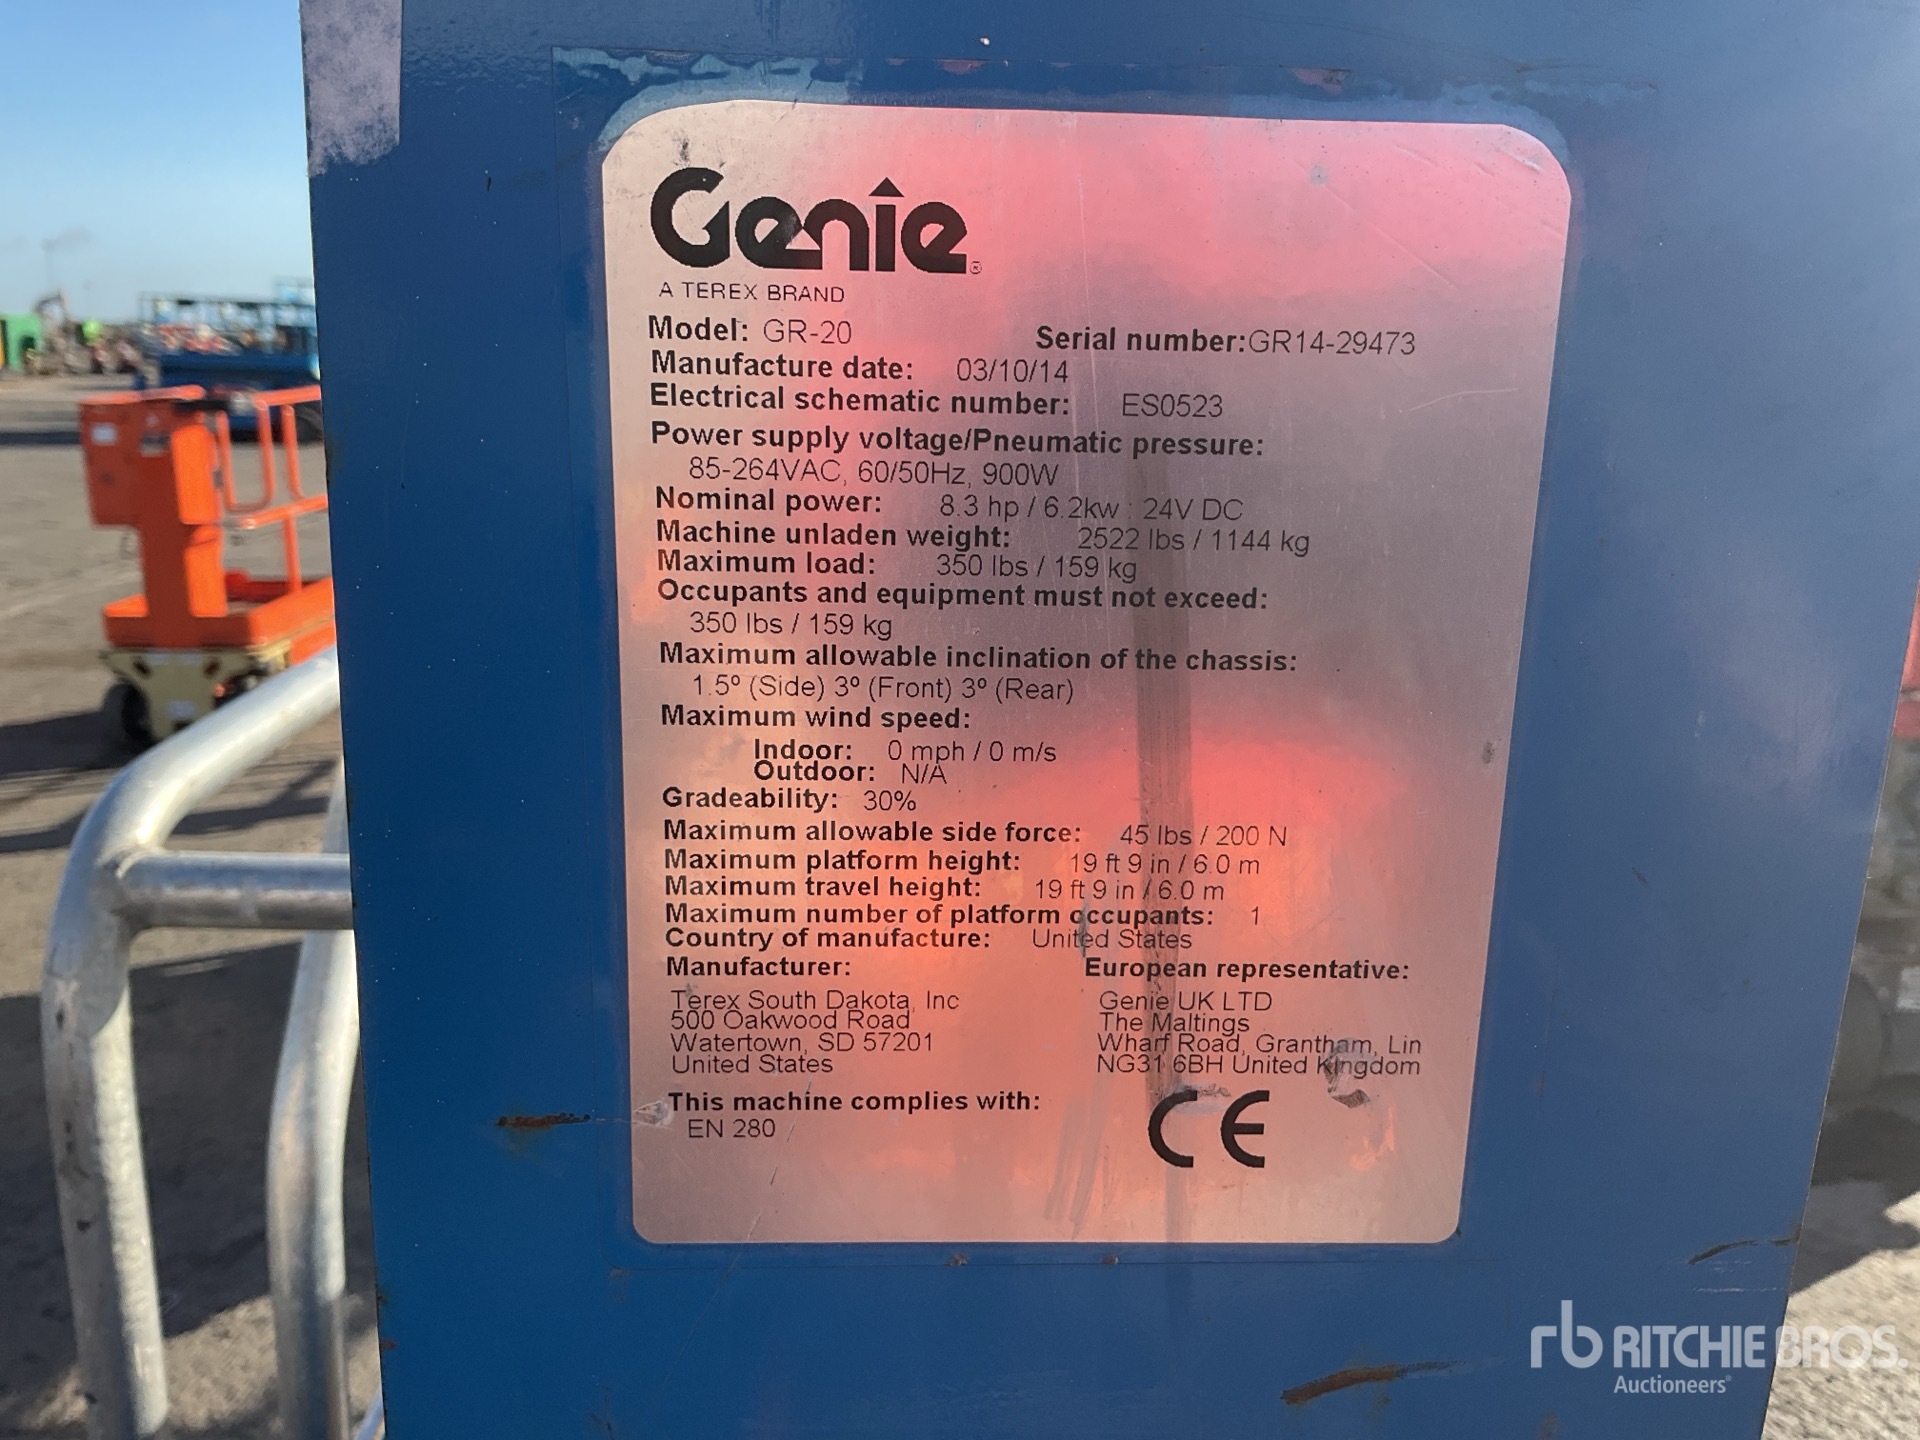 Genie®
A TEREX BRAND
Model: GR-20 Serial number:GR14-29473
Manufacture date: 03/10/14
Electrical schematic number: ES0523
Power supply voltage/Pneumatic pressure:
85-264VAC, 60/50Hz, 900W
Nominal power: 8.3 hp / 6.2kw : 24V DC
Machine unladen weight: 2522 lbs / 1144 kg
Maximum load: 350 lbs / 159 kg
Occupants and equipment must not exceed:
350 lbs / 159 kg
Maximum allowable inclination of the chassis:
1.5º (Side) 3º (Front) 3º (Rear)
Maximum wind speed:
Indoor: 0 mph / 0 m/s
Outdoor: N/A
Gradeability: 30%
Maximum allowable side force: 45 lbs / 200 N
Maximum platform height: 19 ft 9 in / 6.0 m
Maximum travel height: 19 ft 9 in / 6.0 m
Maximum number of platform occupants: 1
Country of manufacture: United States
Manufacturer: European representative:
Terex South Dakota, Inc Genie UK LTD
500 Oakwood Road The Maltings
Watertown, SD 57201 Wharf Road, Grantham, Lin
United States NG31 6BH United Kingdom
This machine complies with:
EN 280
CE
rb RITCHIE BROS.
Auctioneers®